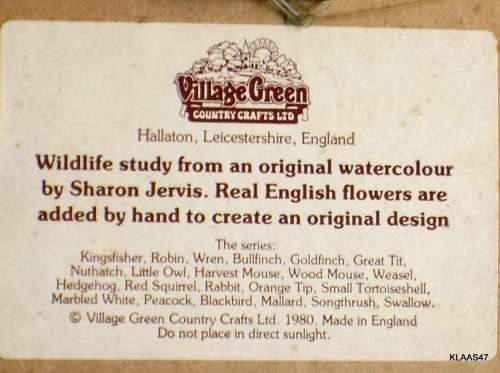 Village Green
COUNTRY CRAFTS LTD
Hallaton, Leicestershire, England
Wildlife study from an original watercolour
by Sharon Jervis. Real English flowers are
added by hand to create an original design
The series:
Kingsfisher, Robin, Wren, Bullfinch, Goldfinch, Great Tit,
Nuthatch, Little Owl, Harvest Mouse, Wood Mouse, Weasel,
Hedgehog, Red Squirrel, Rabbit, Orange Tip, Small Tortoiseshell,
Marbled White, Peacock, Blackbird, Mallard, Songthrush, Swallow.
© Village Green Country Crafts Ltd. 1980. Made in England
Do not place in direct sunlight.
KLAAS47